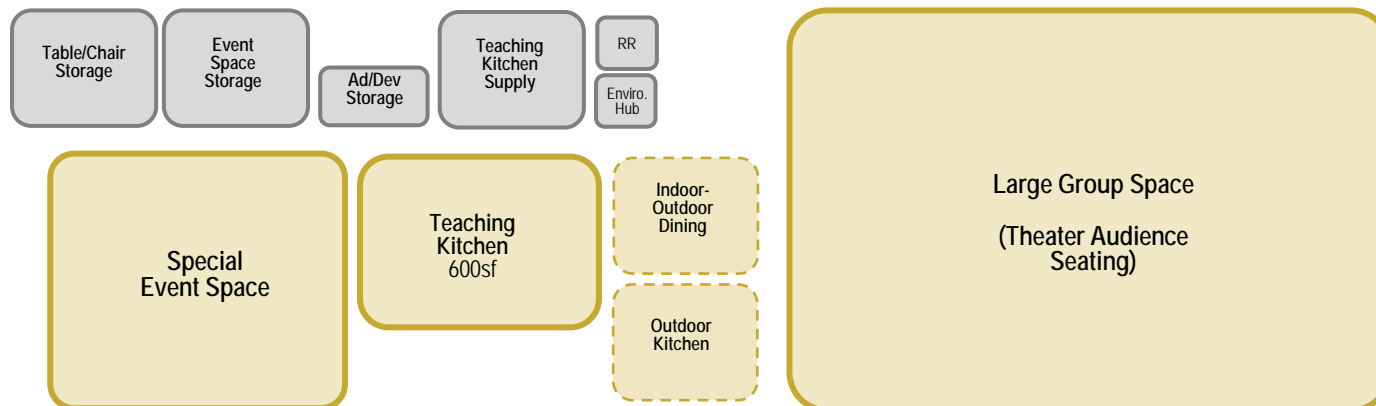 Table/Chair
Storage
Event
Space
Storage
Ad/Dev
Storage
Teaching
Kitchen
Supply
RR
Enviro.
Hub
Special
Event Space
Teaching
Kitchen
600sf
Indoor-
Outdoor
Dining
Outdoor
Kitchen
Large Group Space
(Theater Audience
Seating)